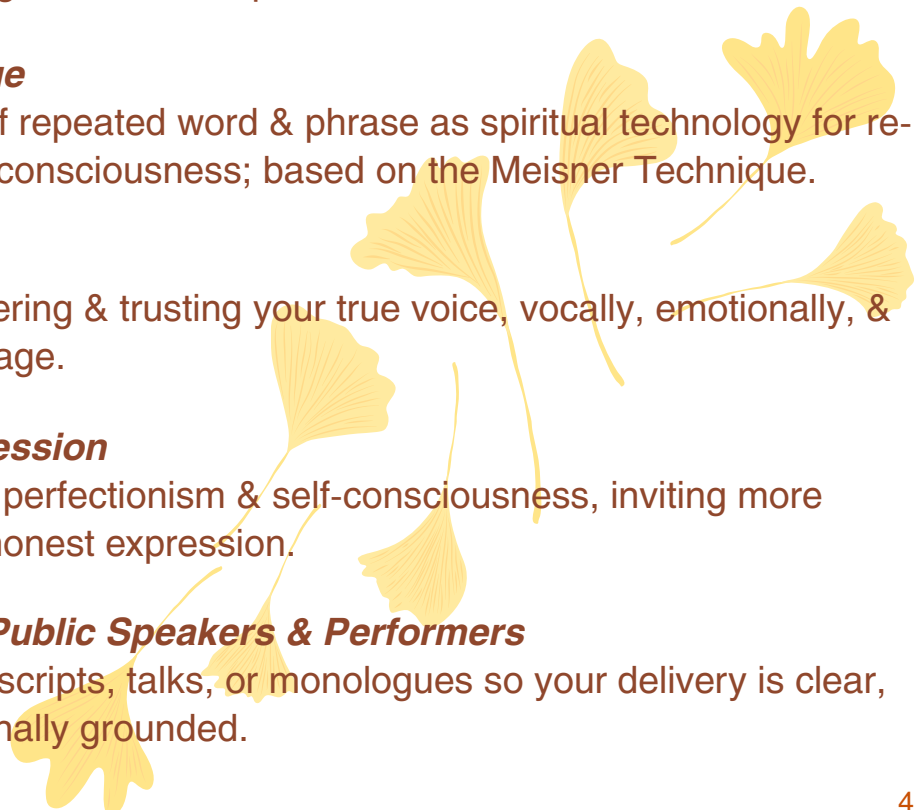 ue
f repeated word & phrase as spiritual technology for re-
consciousness; based on the Meisner Technique.
ering & trusting your true voice, vocally, emotionally, &
age.
ession
perfectionism & self-consciousness, inviting more
honest expression.
Public Speakers & Performers
scripts, talks, or monologues so your delivery is clear,
nally grounded.
4